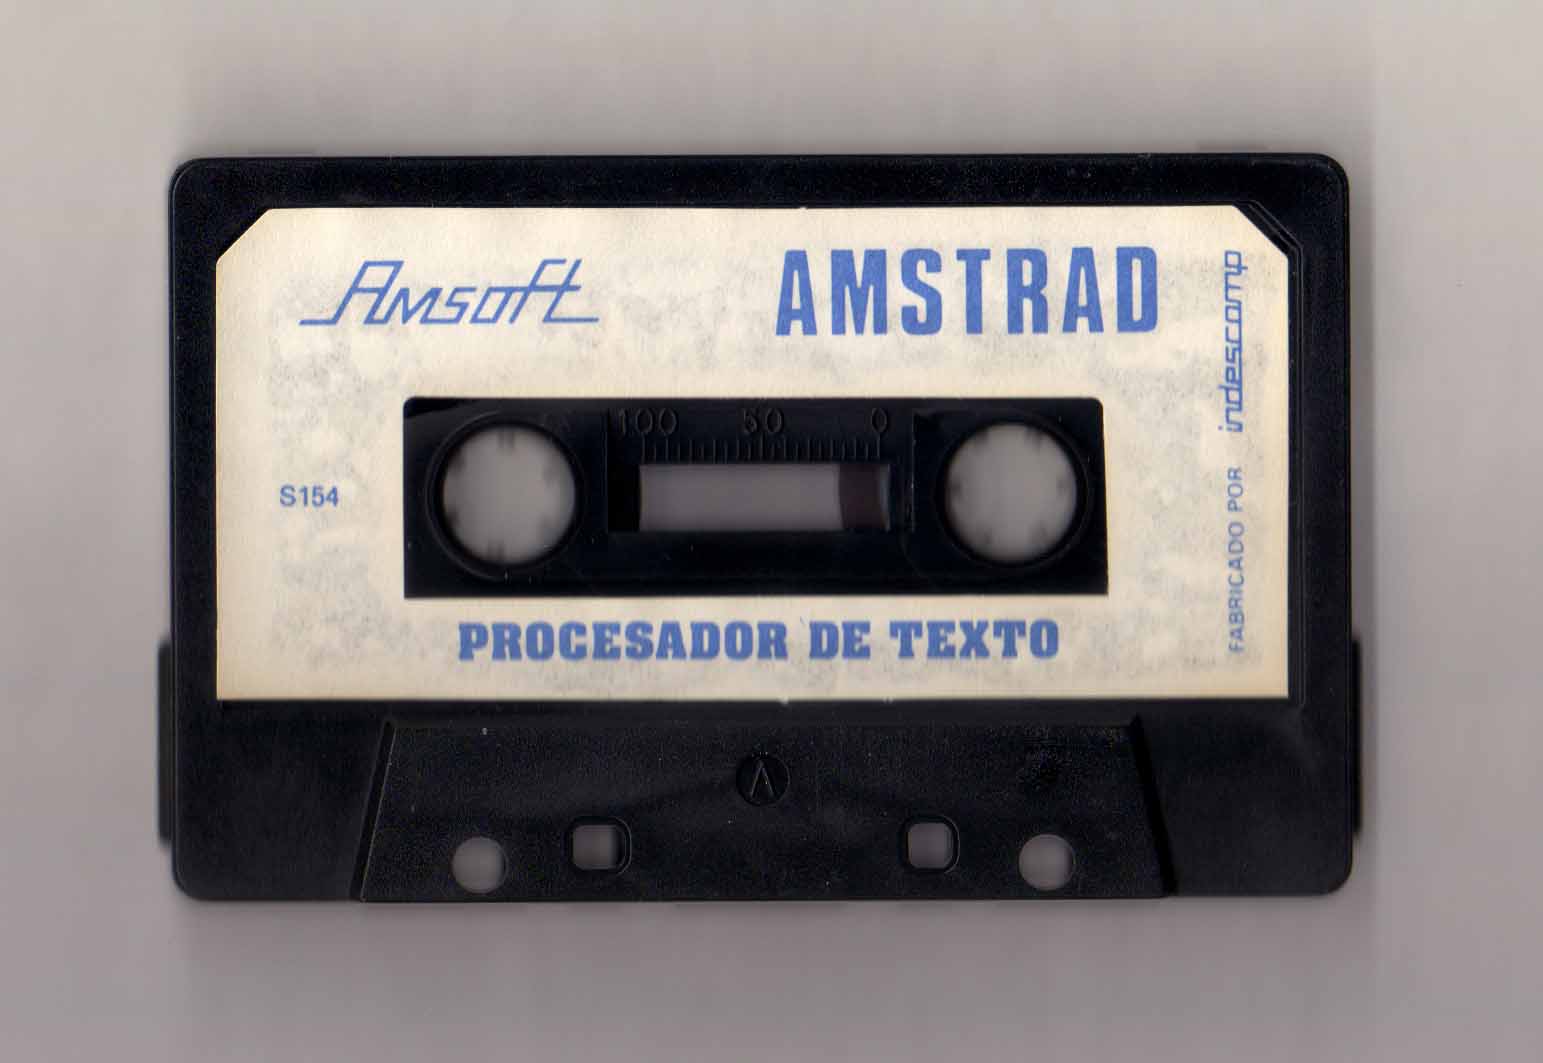 Amsoft
AMSTRAD
100 50 0
S154
PROCESADOR DE TEXTO
FABRICADO POR indescomp